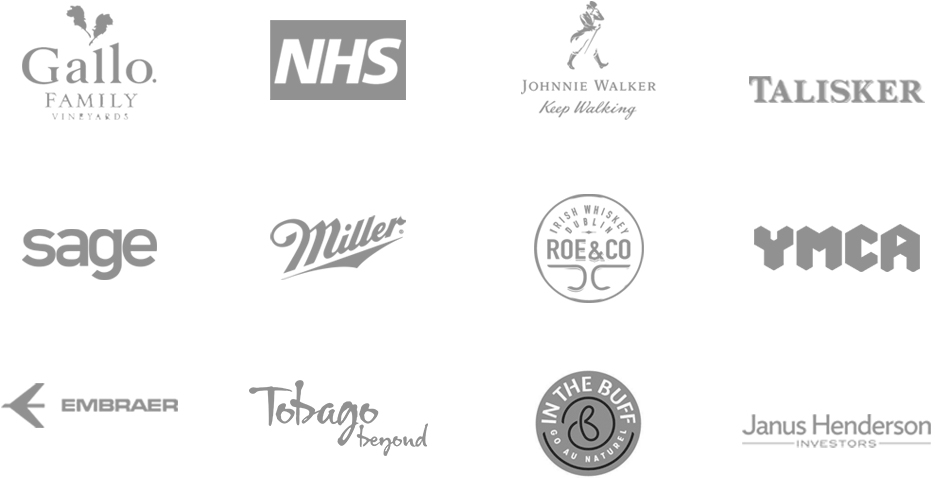 Gallo.
FAMILY
VINEYARDS
NHS
JOHNNIE WALKER
Keep Walking
TALISKER
sage
Miller
IRISH WHISKEY
DUBLIN
ROE&CO
YMCA
EMBRAER
Tobago
beyond
IN THE BUFF
B
GO AU NATUREL
Janus Henderson
INVESTORS